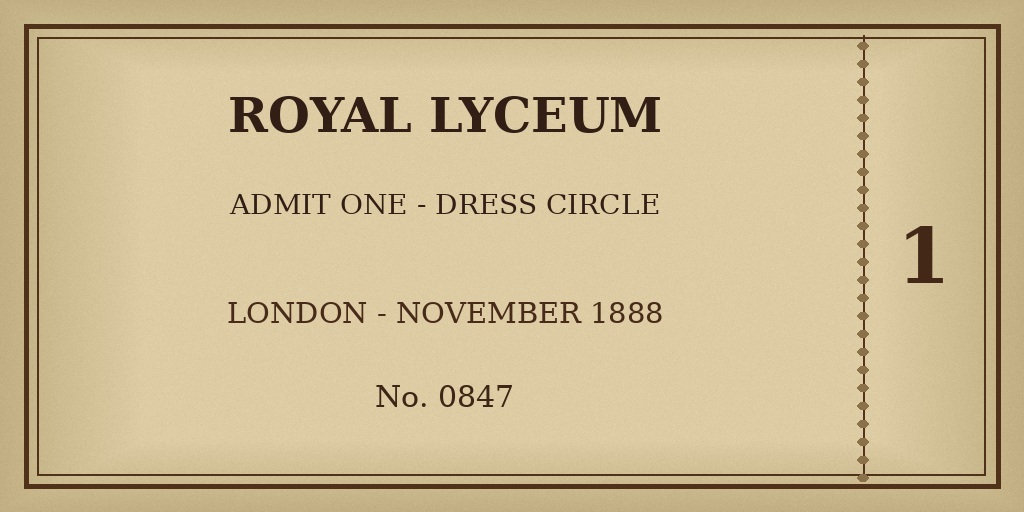 ROYAL LYCEUM
ADMIT ONE - DRESS CIRCLE
LONDON - NOVEMBER 1888
No. 0847
1